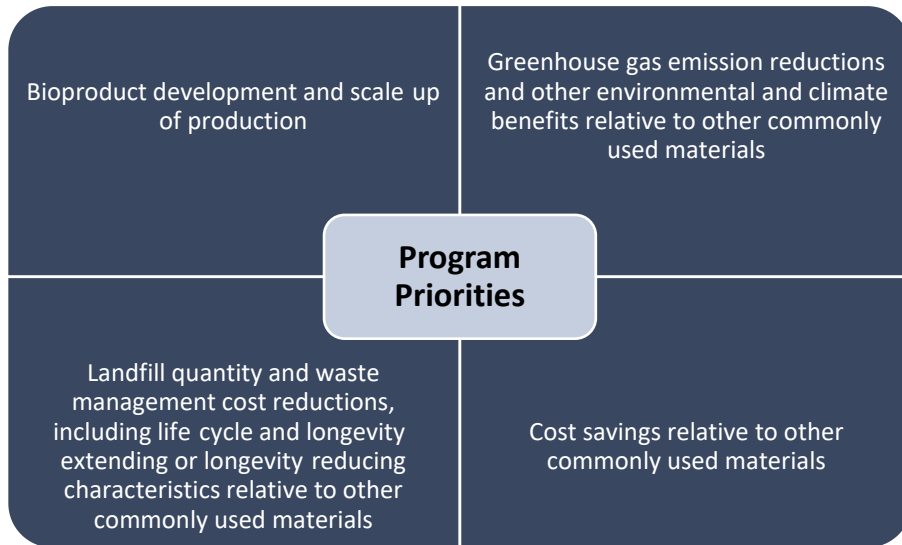 Bioproduct development and scale up
of production
Greenhouse gas emission reductions
and other environmental and climate
benefits relative to other commonly
used materials
Program
Priorities
Landfill quantity and waste
management cost reductions,
including life cycle and longevity
extending or longevity reducing
characteristics relative to other
commonly used materials
Cost savings relative to other
commonly used materials